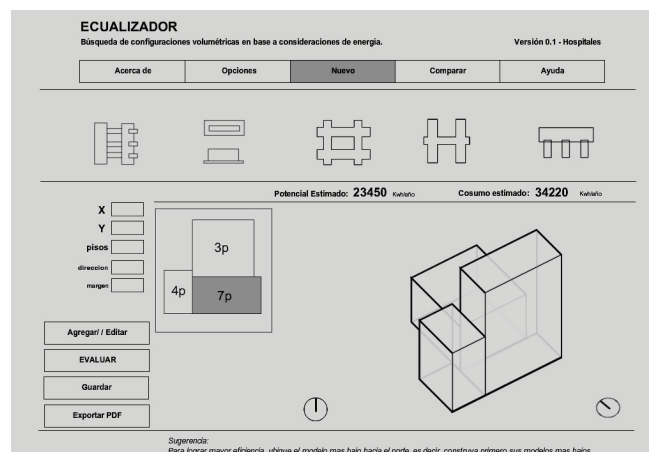 ECUALIZADOR
Búsqueda de configuraciones volumétricas en base a consideraciones de energia.
Versión 0.1 - Hospitales
Acerca de
Opciones
Nuevo
Comparar
Ayuda
Potencial Estimado: 23450 Kwh/año
Cosumo estimado: 34220 Kwh/año
X
Y
pisos
direccion
margen
3p
4p
7p
Agregar/ / Editar
EVALUAR
Guardar
Exportar PDF
Sugerencia:
Para lograr mayor eficiencia, ubique el modelo mas bajo hacia el norte, es decir, construya primero sus modelos mas bajos